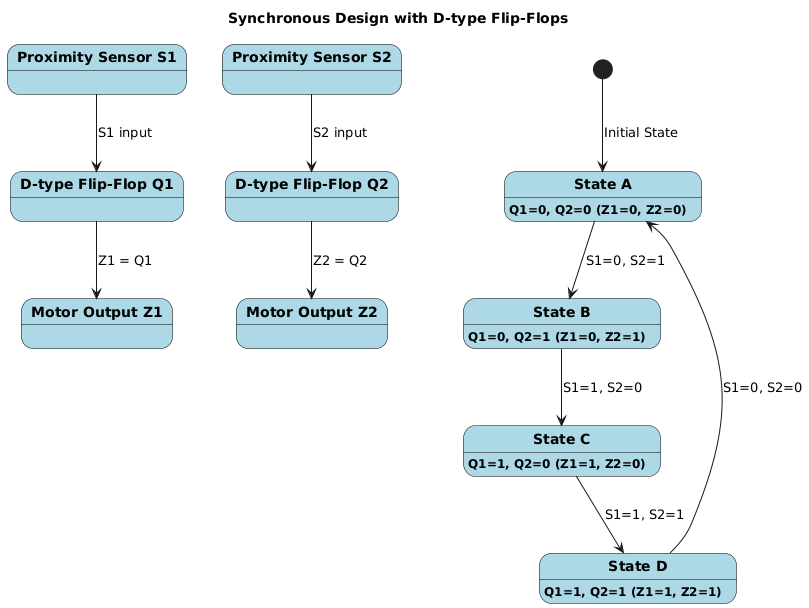 Synchronous Design with D-type Flip-Flops
Proximity Sensor S1
Proximity Sensor S2
S1 input
S2 input
Initial State
D-type Flip-Flop Q1
D-type Flip-Flop Q2
State A
Q1=0, Q2=0 (Z1=0, Z2=0)
Z1 = Q1
Z2 = Q2
S1=0, S2=1
Motor Output Z1
Motor Output Z2
State B
Q1=0, Q2=1 (Z1=0, Z2=1)
S1=1, S2=0
S1=0, S2=0
State C
Q1=1, Q2=0 (Z1=1, Z2=0)
S1=1, S2=1
State D
Q1=1, Q2=1 (Z1=1, Z2=1)